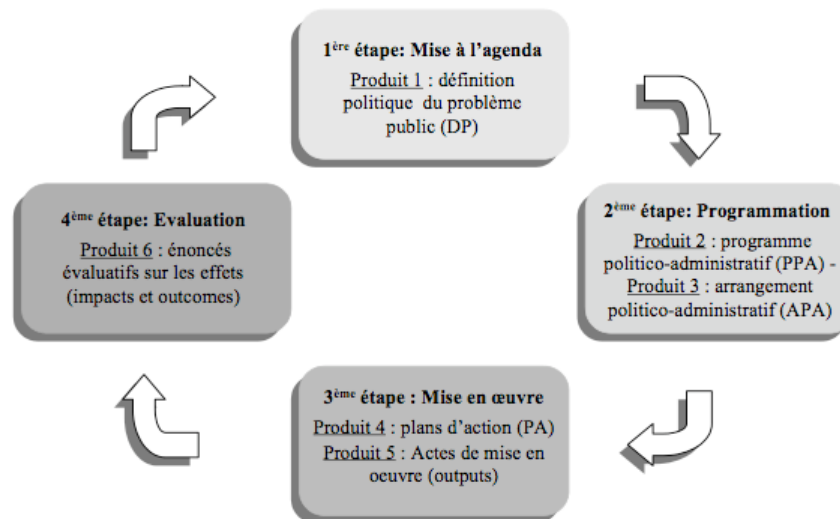 1ère étape: Mise à l'agenda
Produit 1 : définition
politique du problème
public (DP)
2ème étape: Programmation
Produit 2 : programme
politico-administratif (PPA) -
Produit 3 : arrangement
politico-administratif (APA)
3ème étape : Mise en œuvre
Produit 4 : plans d'action (PA)
Produit 5 : Actes de mise en
oeuvre (outputs)
4ème étape: Evaluation
Produit 6 : énoncés
évaluatifs sur les effets
(impacts et outcomes)